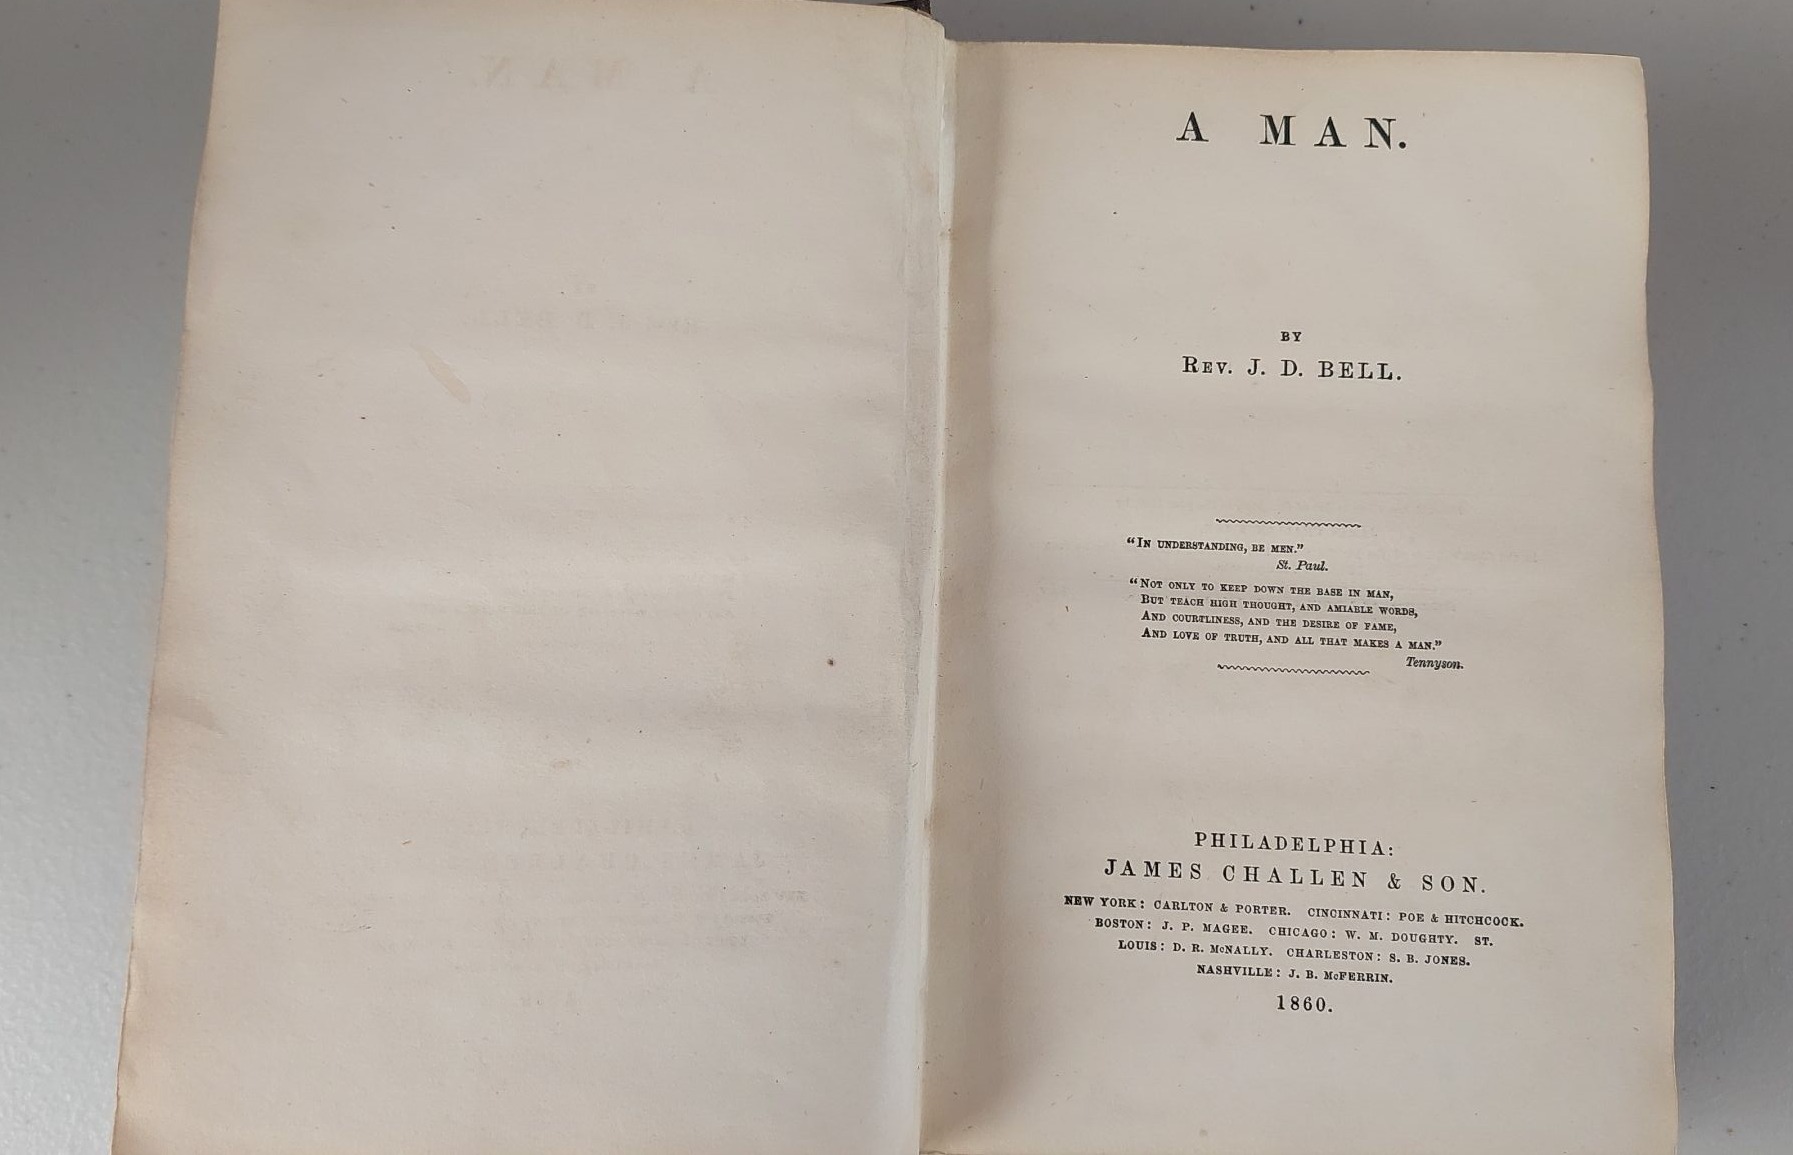 A MAN.
BY
REV. J. D. BELL.
"IN UNDERSTANDING, BE MEN."
St. Paul.
"NOT ONLY TO KEEP DOWN THE BASE IN MAN,
BUT TEACH HIGH THOUGHT, AND AMIABLE WORDS,
AND COURTLINESS, AND THE DESIRE OF FAME,
AND LOVE OF TRUTH, AND ALL THAT MAKES A MAN."
Tennyson.
PHILADELPHIA:
JAMES CHALLEN & SON.
NEW YORK: CARLTON & PORTER. CINCINNATI: POE & HITCHCOCK.
BOSTON: J. P. MAGEE. CHICAGO: W. M. DOUGHTY. ST.
LOUIS: D. R. McNALLY. CHARLESTON: S. B. JONES.
NASHVILLE: J. B. McFERRIN.
1860.